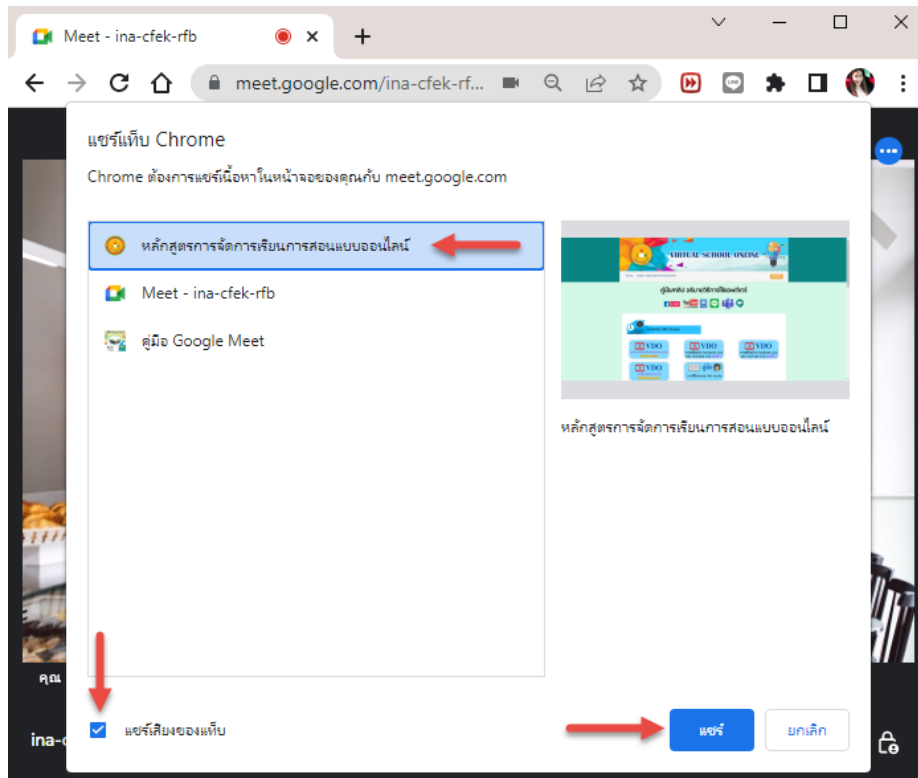 Meet - ina-cfek-rfb
meet.google.com/ina-cfek-rf...
แชร์แท็บ Chrome
Chrome ต้องการแชร์เนื้อหาในหน้าจอของคุณกับ meet.google.com
หลักสูตรการจัดการเรียนการสอนแบบออนไลน์
Meet - ina-cfek-rfb
คู่มือ Google Meet
VIRTUAL SCHOOL ONLINE
VDO VDO VDO
VDO คู่มือ
หลักสูตรการจัดการเรียนการสอนแบบออนไลน์
คุณ
แชร์เสียงของแท็บ
แชร์
ยกเลิก
ina-c